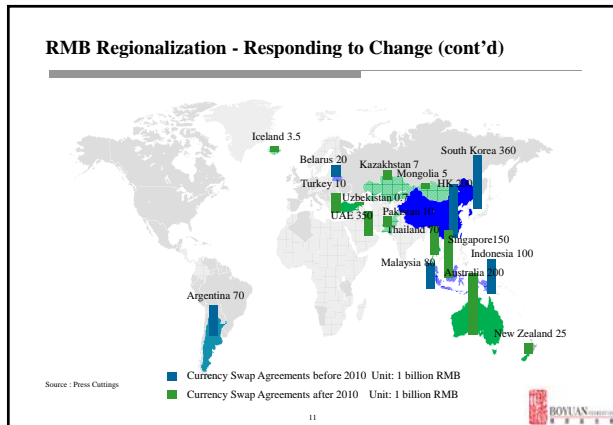 RMB Regionalization - Responding to Change (cont'd)
Iceland 3.5
South Korea 360
Belarus 20
Kazakhstan 7
Mongolia 5
Turkey 10
HK 200
Uzbekistan 0.7
UAE 350
Pakistan 10
Thailand 70
Singapore150
Indonesia 100
Malaysia 80
Australia 200
Argentina 70
New Zealand 25
Currency Swap Agreements before 2010 Unit: 1 billion RMB
Currency Swap Agreements after 2010 Unit: 1 billion RMB
Source : Press Cuttings
11
BOYUAN